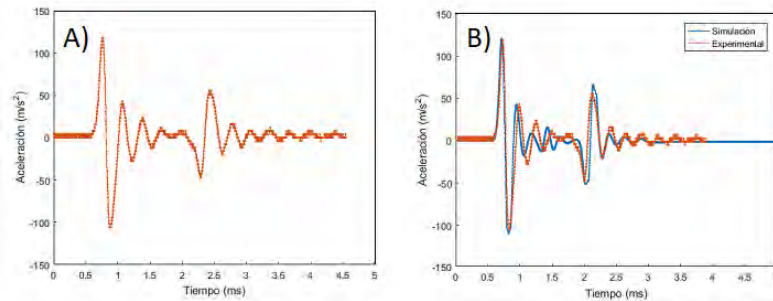 A)
150
100
50
0
-50
-100
-150
Aceleración (m/s²)
0 0.5 1 1.5 2 2.5 3 3.5 4 4.5 5
Tiempo (ms)
B)
Simulación
Experimental
150
100
50
0
-50
-100
-150
Aceleración (m/s²)
0 0.5 1 1.5 2 2.5 3 3.5 4 4.5
Tiempo (ms)